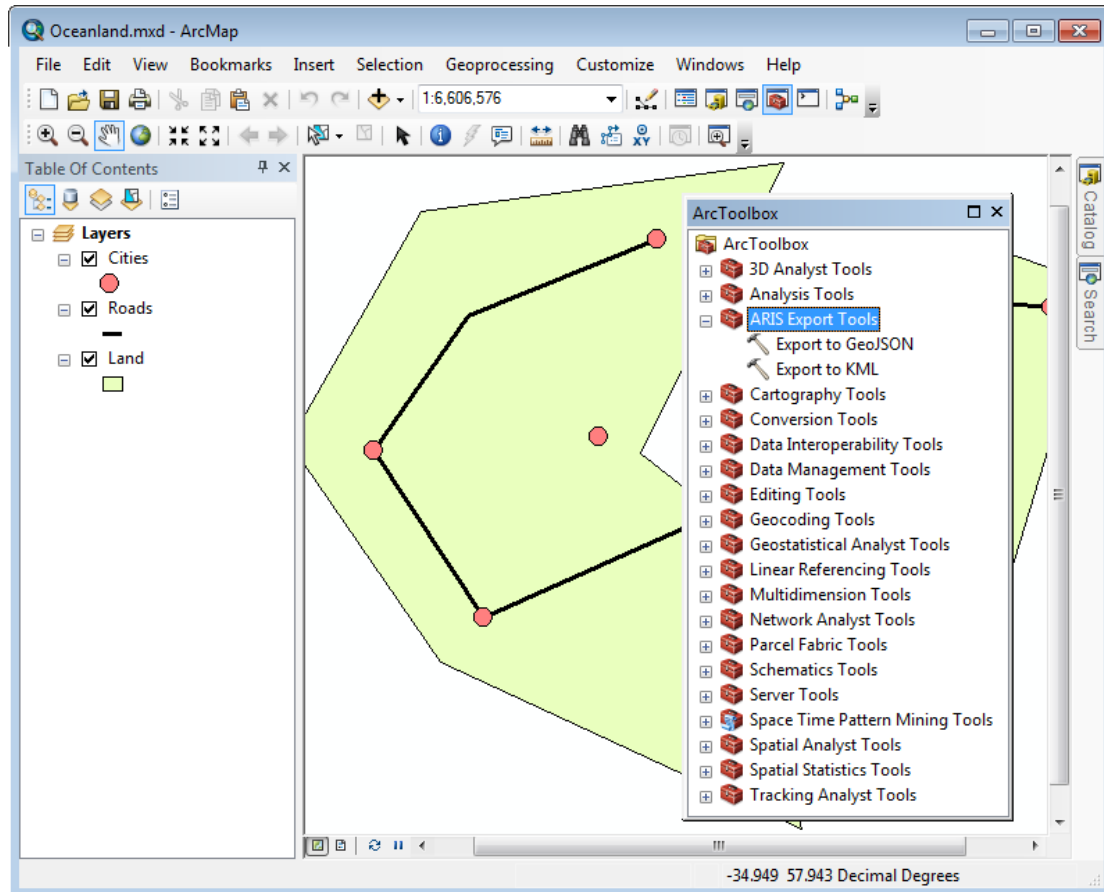 Oceanland.mxd - ArcMap
File Edit View Bookmarks Insert Selection Geoprocessing Customize Windows Help
1:6,606,576
XY
Table Of Contents
Layers
Cities
Roads
Land
ArcToolbox
ArcToolbox
3D Analyst Tools
Analysis Tools
ARIS Export Tools
Export to GeoJSON
Export to KML
Cartography Tools
Conversion Tools
Data Interoperability Tools
Data Management Tools
Editing Tools
Geocoding Tools
Geostatistical Analyst Tools
Linear Referencing Tools
Multidimension Tools
Network Analyst Tools
Parcel Fabric Tools
Schematics Tools
Server Tools
Space Time Pattern Mining Tools
Spatial Analyst Tools
Spatial Statistics Tools
Tracking Analyst Tools
Catalog
Search
-34.949 57.943 Decimal Degrees